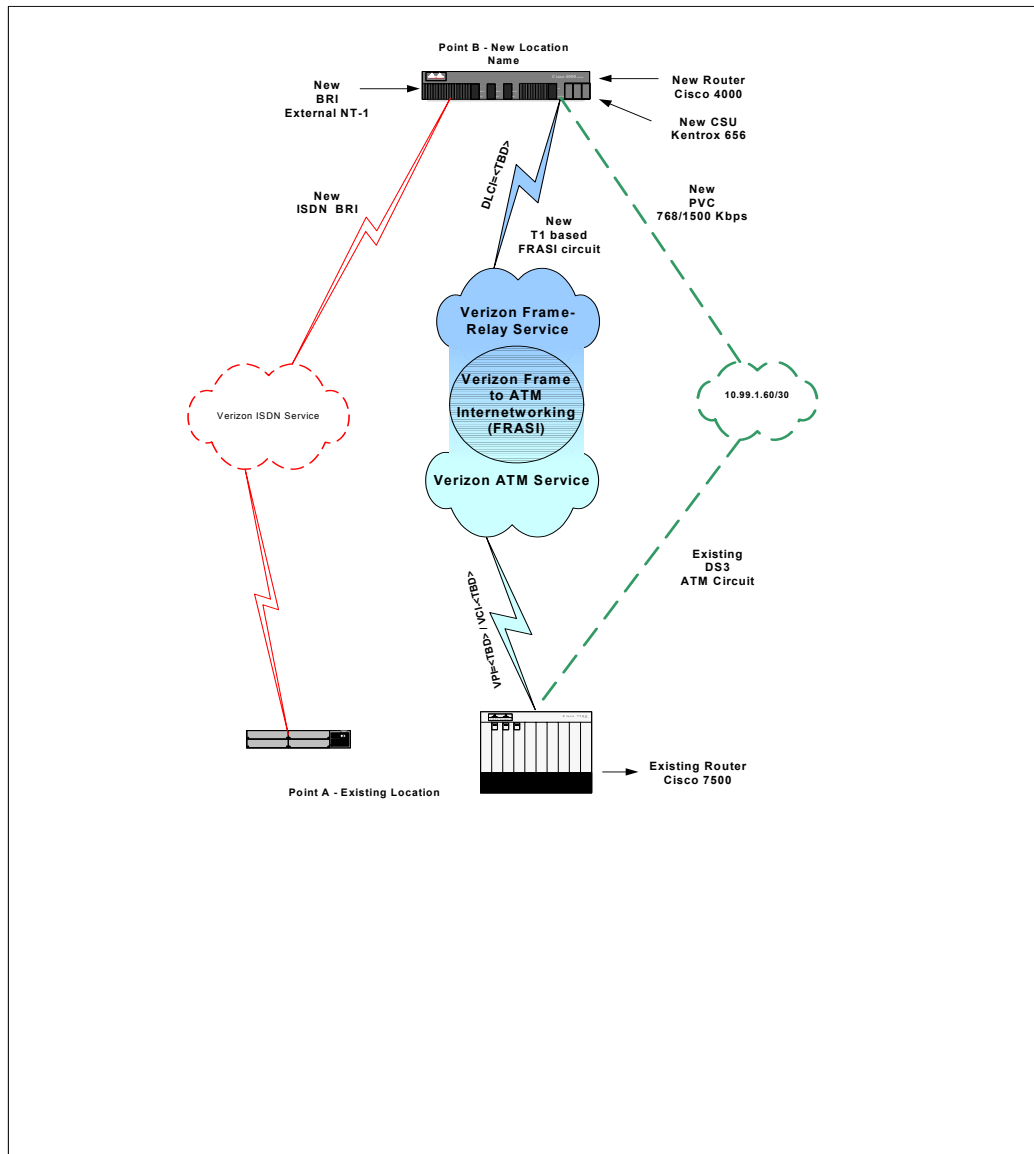 Point B - New Location
Name
New
BRI
External NT-1
New Router
Cisco 4000
New CSU
Kentrox 656
New
ISDN BRI
DLCI=<TBD>
New
T1 based
FRASI circuit
New
PVC
768/1500 Kbps
Verizon Frame-
Relay Service
Verizon Frame
to ATM
Internetworking
(FRASI)
Verizon ATM Service
Verizon ISDN Service
10.99.1.60/30
Existing
DS3
ATM Circuit
VPI=<TBD> / VCI-<TBD>
Existing Router
Cisco 7500
Point A - Existing Location